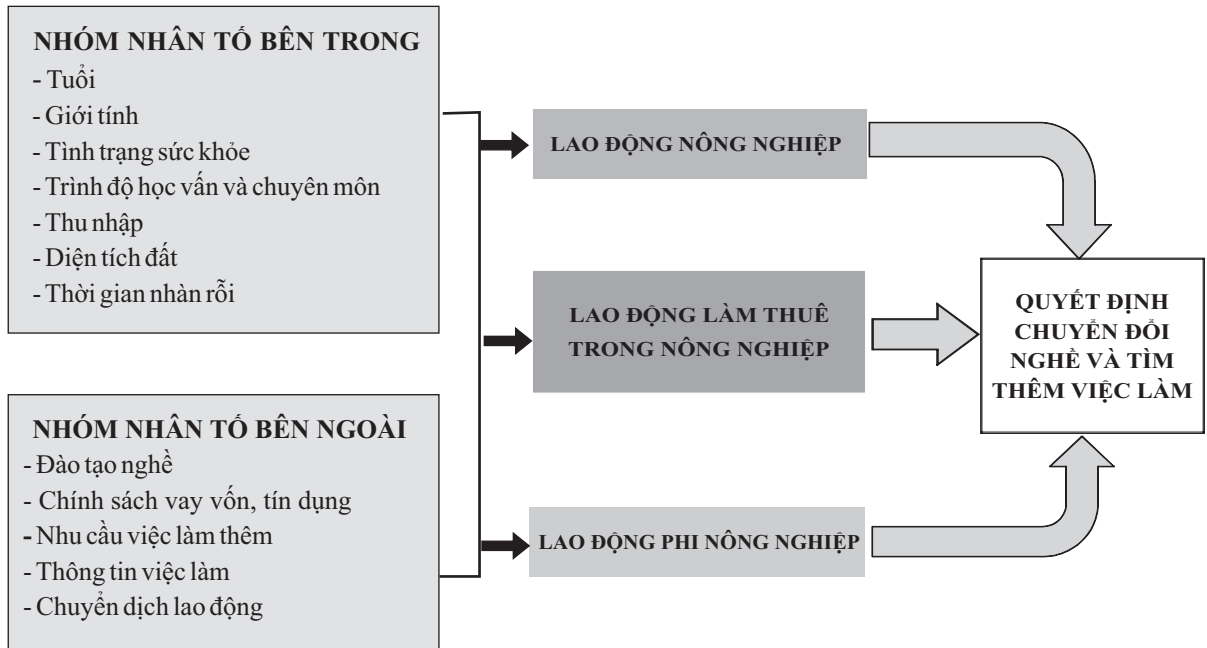 NHÓM NHÂN TỐ BÊN TRONG
- Tuổi
- Giới tính
- Tình trạng sức khỏe
- Trình độ học vấn và chuyên môn
- Thu nhập
- Diện tích đất
- Thời gian nhàn rỗi
NHÓM NHÂN TỐ BÊN NGOÀI
- Đào tạo nghề
- Chính sách vay vốn, tín dụng
- Nhu cầu việc làm thêm
- Thông tin việc làm
- Chuyển dịch lao động
LAO ĐỘNG NÔNG NGHIỆP
LAO ĐỘNG LÀM THUÊ
TRONG NÔNG NGHIỆP
LAO ĐỘNG PHI NÔNG NGHIỆP
QUYẾT ĐỊNH
CHUYỂN ĐỔI
NGHỀ VÀ TÌM
THÊM VIỆC LÀM